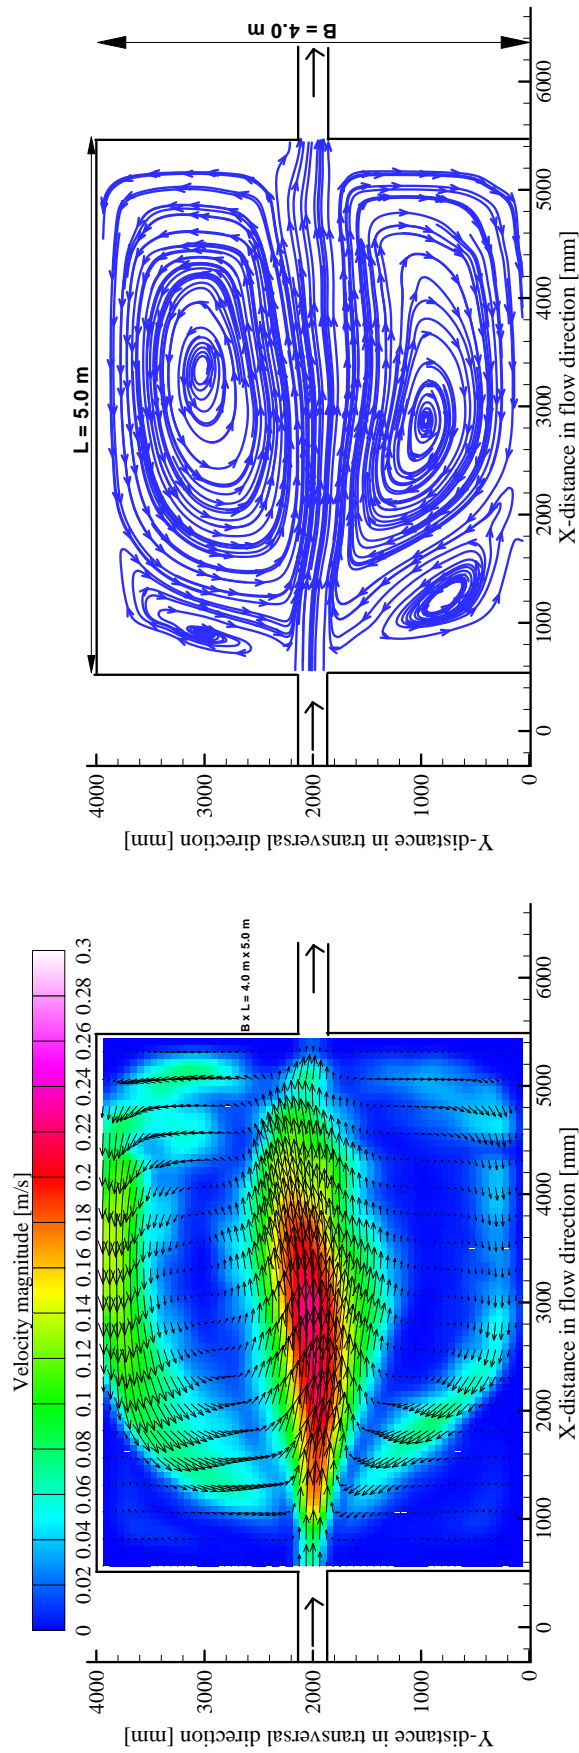 Velocity magnitude [m/s]
0 0.02 0.04 0.06 0.08 0.1 0.12 0.14 0.16 0.18 0.2 0.22 0.24 0.26 0.28 0.3
B x L = 4.0 m x 5.0 m
Y-distance in transversal direction [mm]
4000
3000
2000
1000
0
0 1000 2000 3000 4000 5000 6000
X-distance in flow direction [mm]
L = 5.0 m
B = 4.0 m
Y-distance in transversal direction [mm]
4000
3000
2000
1000
0
0 1000 2000 3000 4000 5000 6000
X-distance in flow direction [mm]